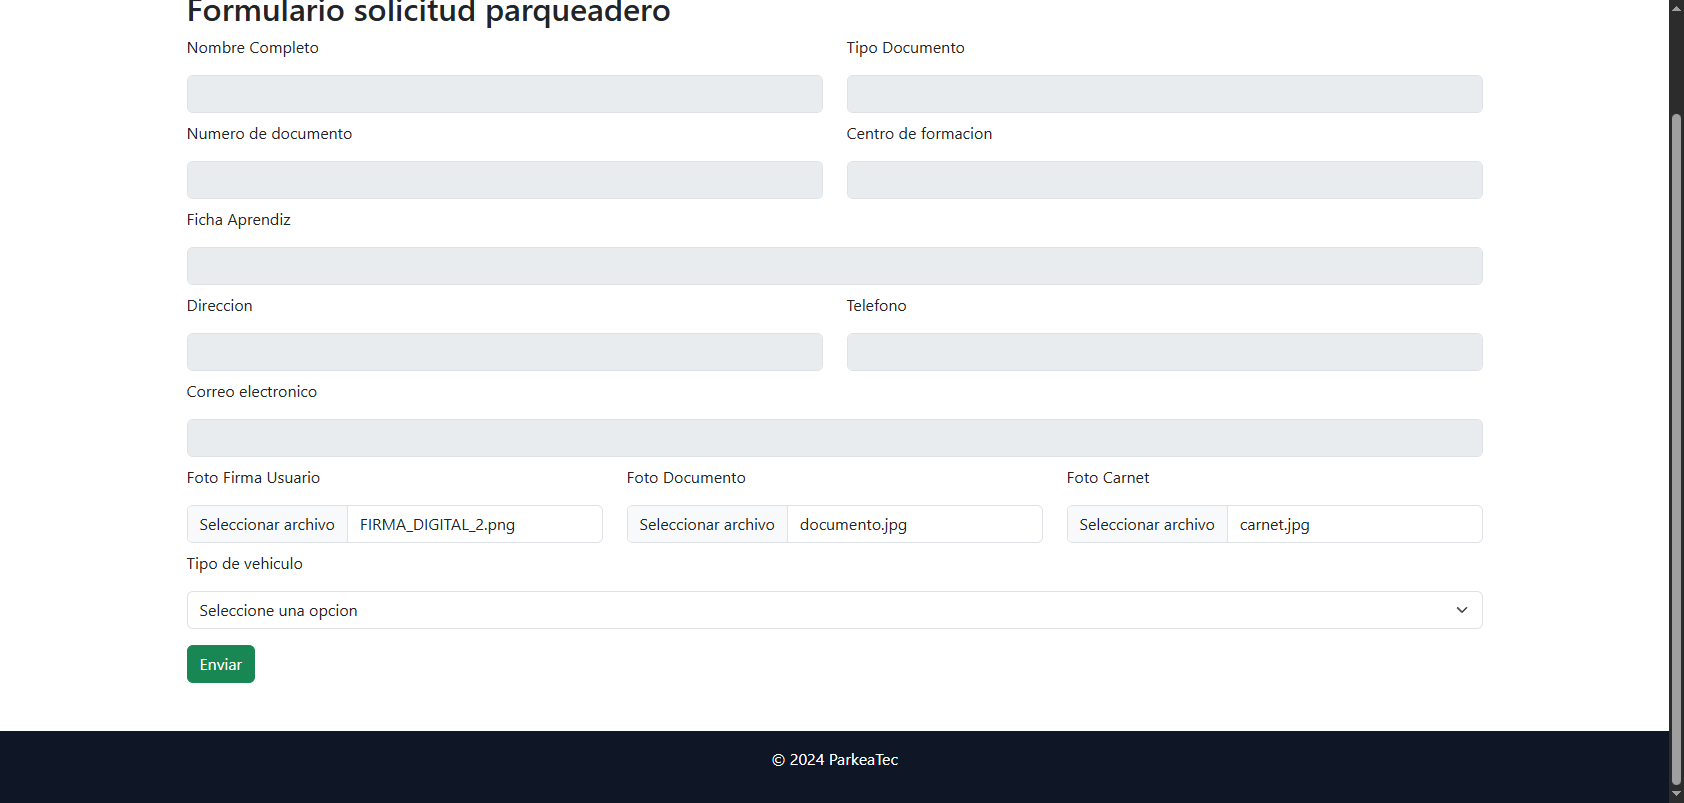 Formulario solicitud parqueadero
Nombre Completo
Tipo Documento
Numero de documento
Centro de formacion
Ficha Aprendiz
Direccion
Telefono
Correo electronico
Foto Firma Usuario
Foto Documento
Foto Carnet
Seleccionar archivo FIRMA_DIGITAL_2.png
Seleccionar archivo documento.jpg
Seleccionar archivo carnet.jpg
Tipo de vehiculo
Seleccione una opcion
Enviar
© 2024 ParkeaTec